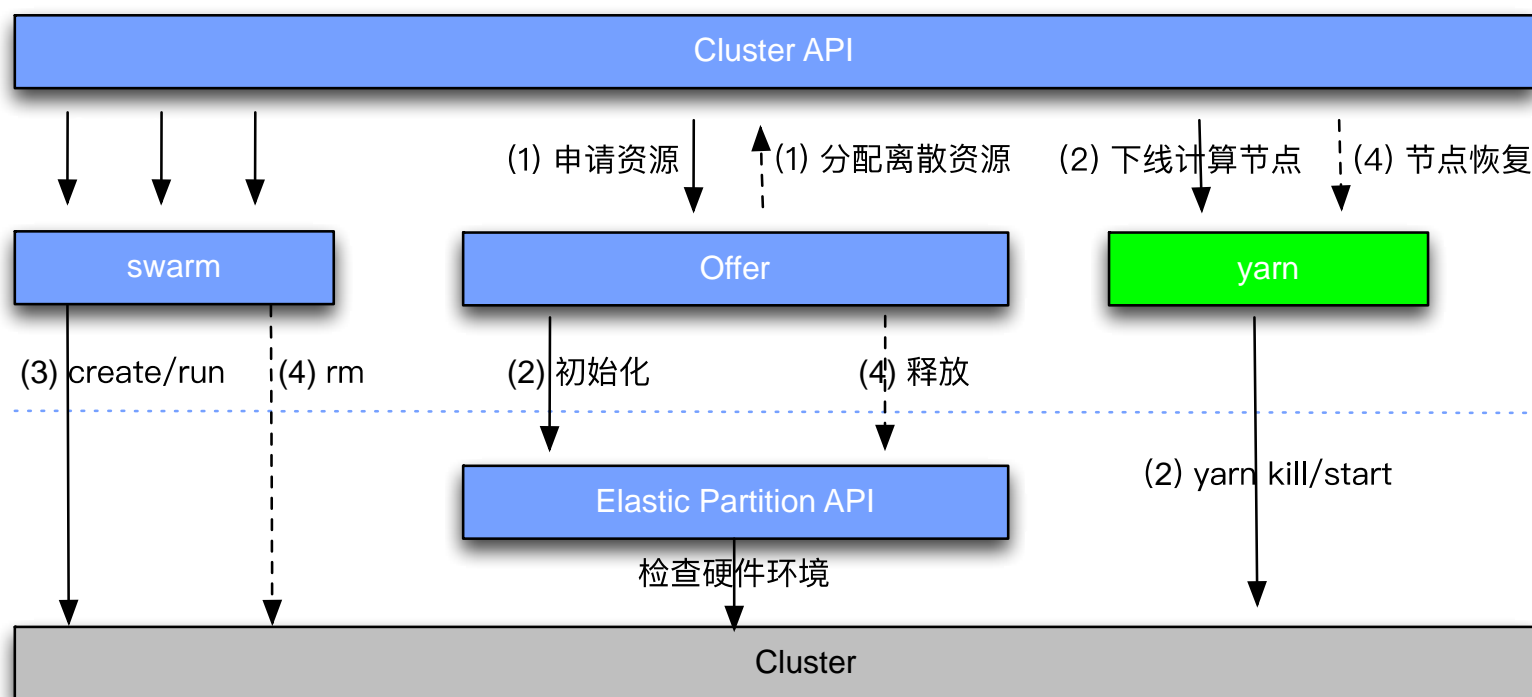 Cluster API
(1) 申请资源
(1) 分配离散资源
(2) 下线计算节点
(4) 节点恢复
swarm
Offer
yarn
(3) create/run
(4) rm
(2) 初始化
(4) 释放
(2) yarn kill/start
Elastic Partition API
检查硬件环境
Cluster